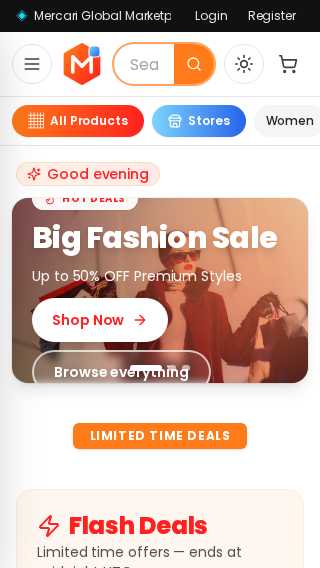 Mercari Global Marketp
Login
Register
Sea
All Products
Stores
Women
Good evening
HOT DEALS
Big Fashion Sale
Up to 50% OFF Premium Styles
Shop Now
Browse everything
LIMITED TIME DEALS
Flash Deals
Limited time offers — ends at